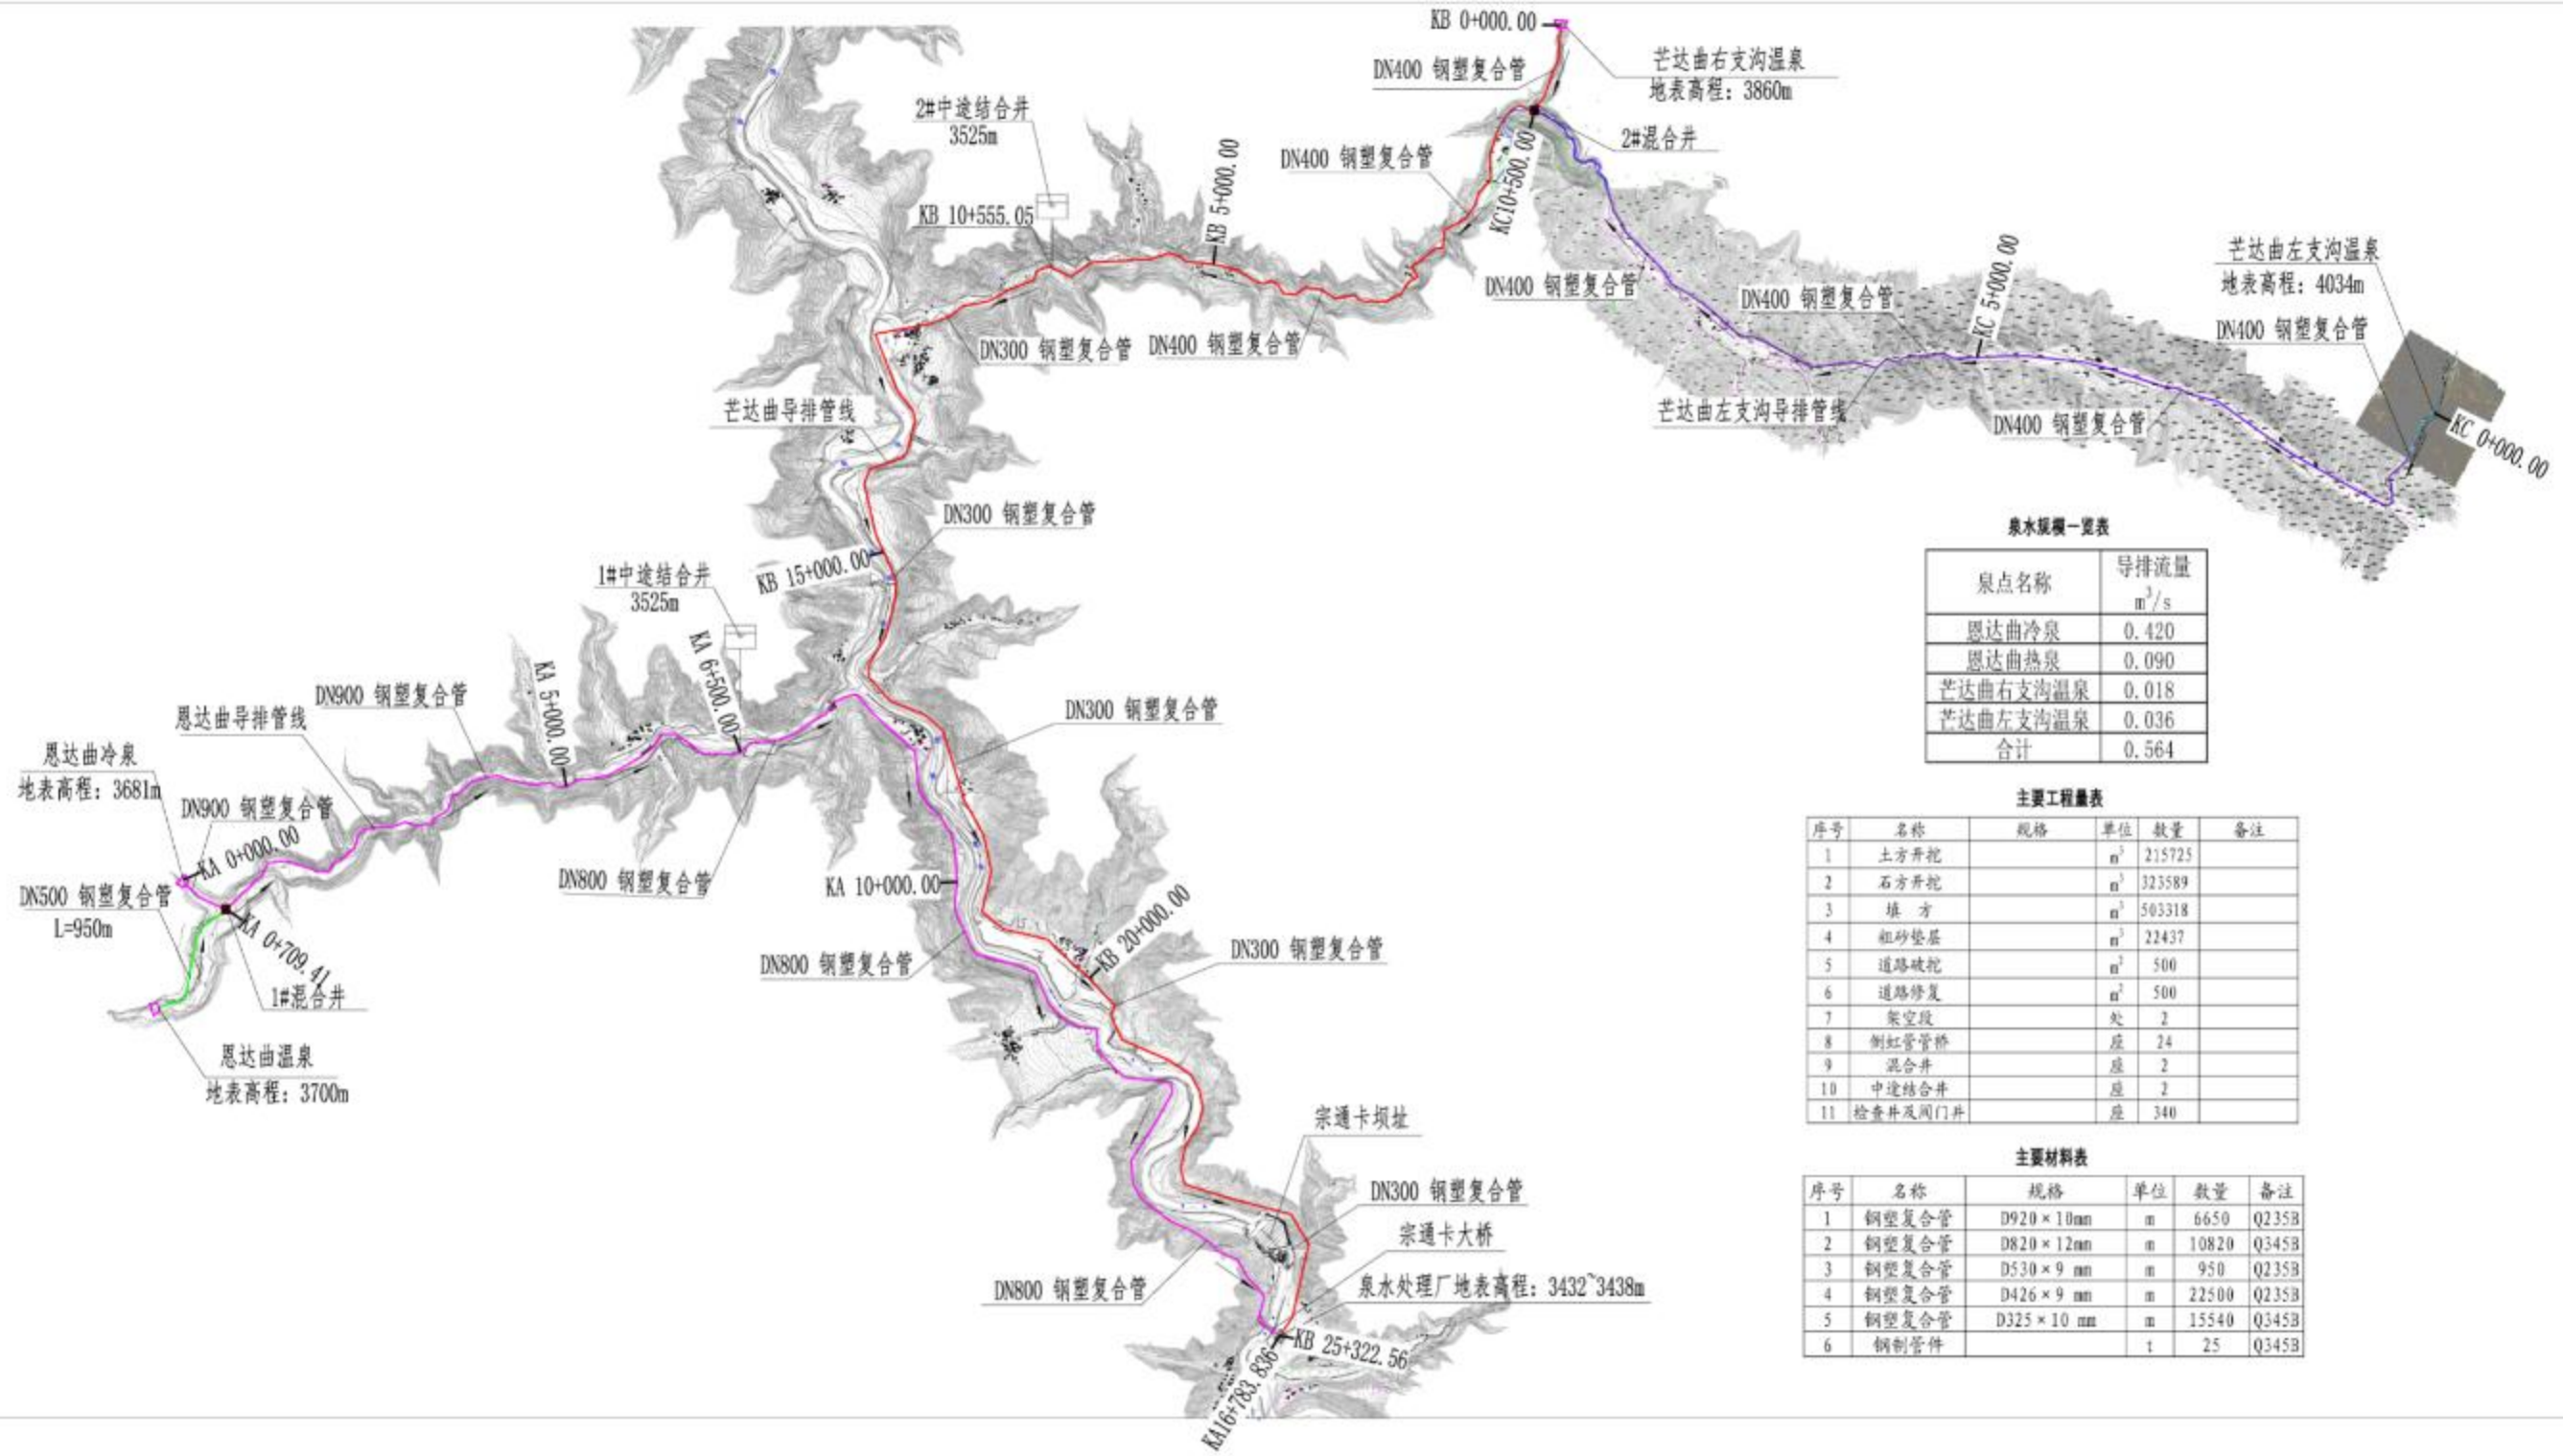 KB 0+000.00
芒达曲右支沟温泉
地表高程：3860m
DN400 钢塑复合管
2#混合井
2#中途结合井
3525m
DN400 钢塑复合管
KC10+500.00
KB 5+000.00
KB 10+555.05
DN400 钢塑复合管
DN400 钢塑复合管
KC 5+000.00
芒达曲左支沟温泉
地表高程：4034m
DN400 钢塑复合管
DN300 钢塑复合管
DN400 钢塑复合管
芒达曲导排管线
芒达曲左支沟导排管线
DN400 钢塑复合管
KC 0+000.00
DN300 钢塑复合管
KB 15+000.00
1#中途结合井
3525m
KA 6+500.00
KA 5+000.00
DN900 钢塑复合管
恩达曲导排管线
DN300 钢塑复合管
恩达曲冷泉
地表高程：3681m
DN900 钢塑复合管
KA 0+000.00
DN500 钢塑复合管
L=950m
KA 0+709.41
1#混合井
恩达曲温泉
地表高程：3700m
DN800 钢塑复合管
KA 10+000.00
DN800 钢塑复合管
KB 20+000.00
DN300 钢塑复合管
宗通卡坝址
DN300 钢塑复合管
宗通卡大桥
泉水处理厂地表高程：3432~3438m
DN800 钢塑复合管
KB 25+322.56
KA16+783.836
泉水规模一览表
泉点名称 导排流量 m³/s
恩达曲冷泉 0.420
恩达曲热泉 0.090
芒达曲右支沟温泉 0.018
芒达曲左支沟温泉 0.036
合计 0.564
主要工程量表
序号 名称 规格 单位 数量 备注
1 土方开挖 m³ 215725
2 石方开挖 m³ 323589
3 填 方 m³ 503318
4 粗砂垫层 m³ 22437
5 道路破挖 m² 500
6 道路修复 m² 500
7 架空段 处 2
8 倒虹管管桥 座 24
9 混合井 座 2
10 中途结合井 座 2
11 检查井及阀门井 座 340
主要材料表
序号 名称 规格 单位 数量 备注
1 钢塑复合管 D920×10mm m 6650 Q235B
2 钢塑复合管 D820×12mm m 10820 Q345B
3 钢塑复合管 D530×9 mm m 950 Q235B
4 钢塑复合管 D426×9 mm m 22500 Q235B
5 钢塑复合管 D325×10 mm m 15540 Q345B
6 钢制管件 t 25 Q345B